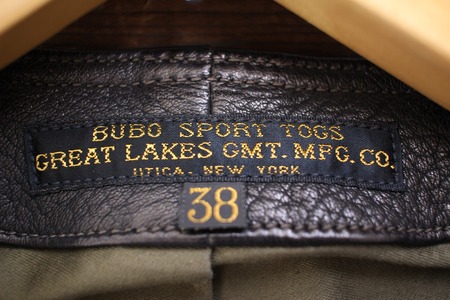 BUBO SPORT TOGS
GREAT LAKES GMT. MFG. CO.
UTICA. NEW YORK
38